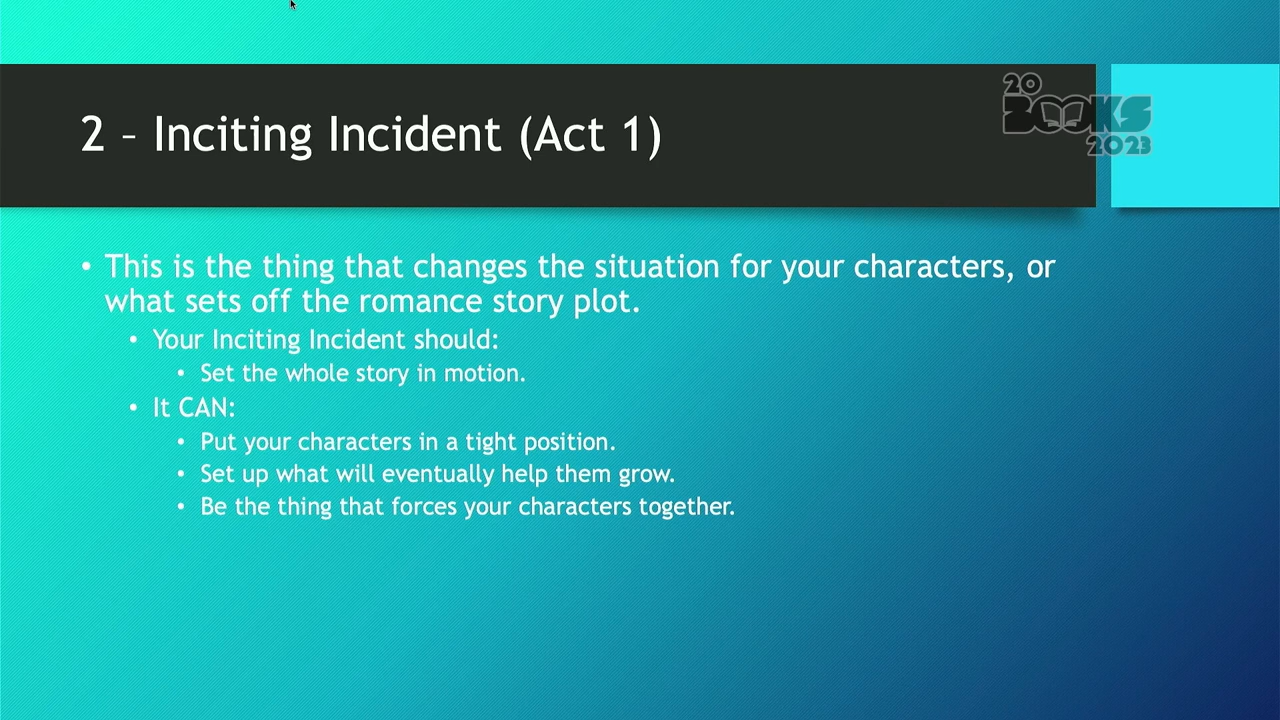 2 – Inciting Incident (Act 1)
20
BOOKS
2023
• This is the thing that changes the situation for your characters, or
what sets off the romance story plot.
• Your Inciting Incident should:
• Set the whole story in motion.
• It CAN:
• Put your characters in a tight position.
• Set up what will eventually help them grow.
• Be the thing that forces your characters together.